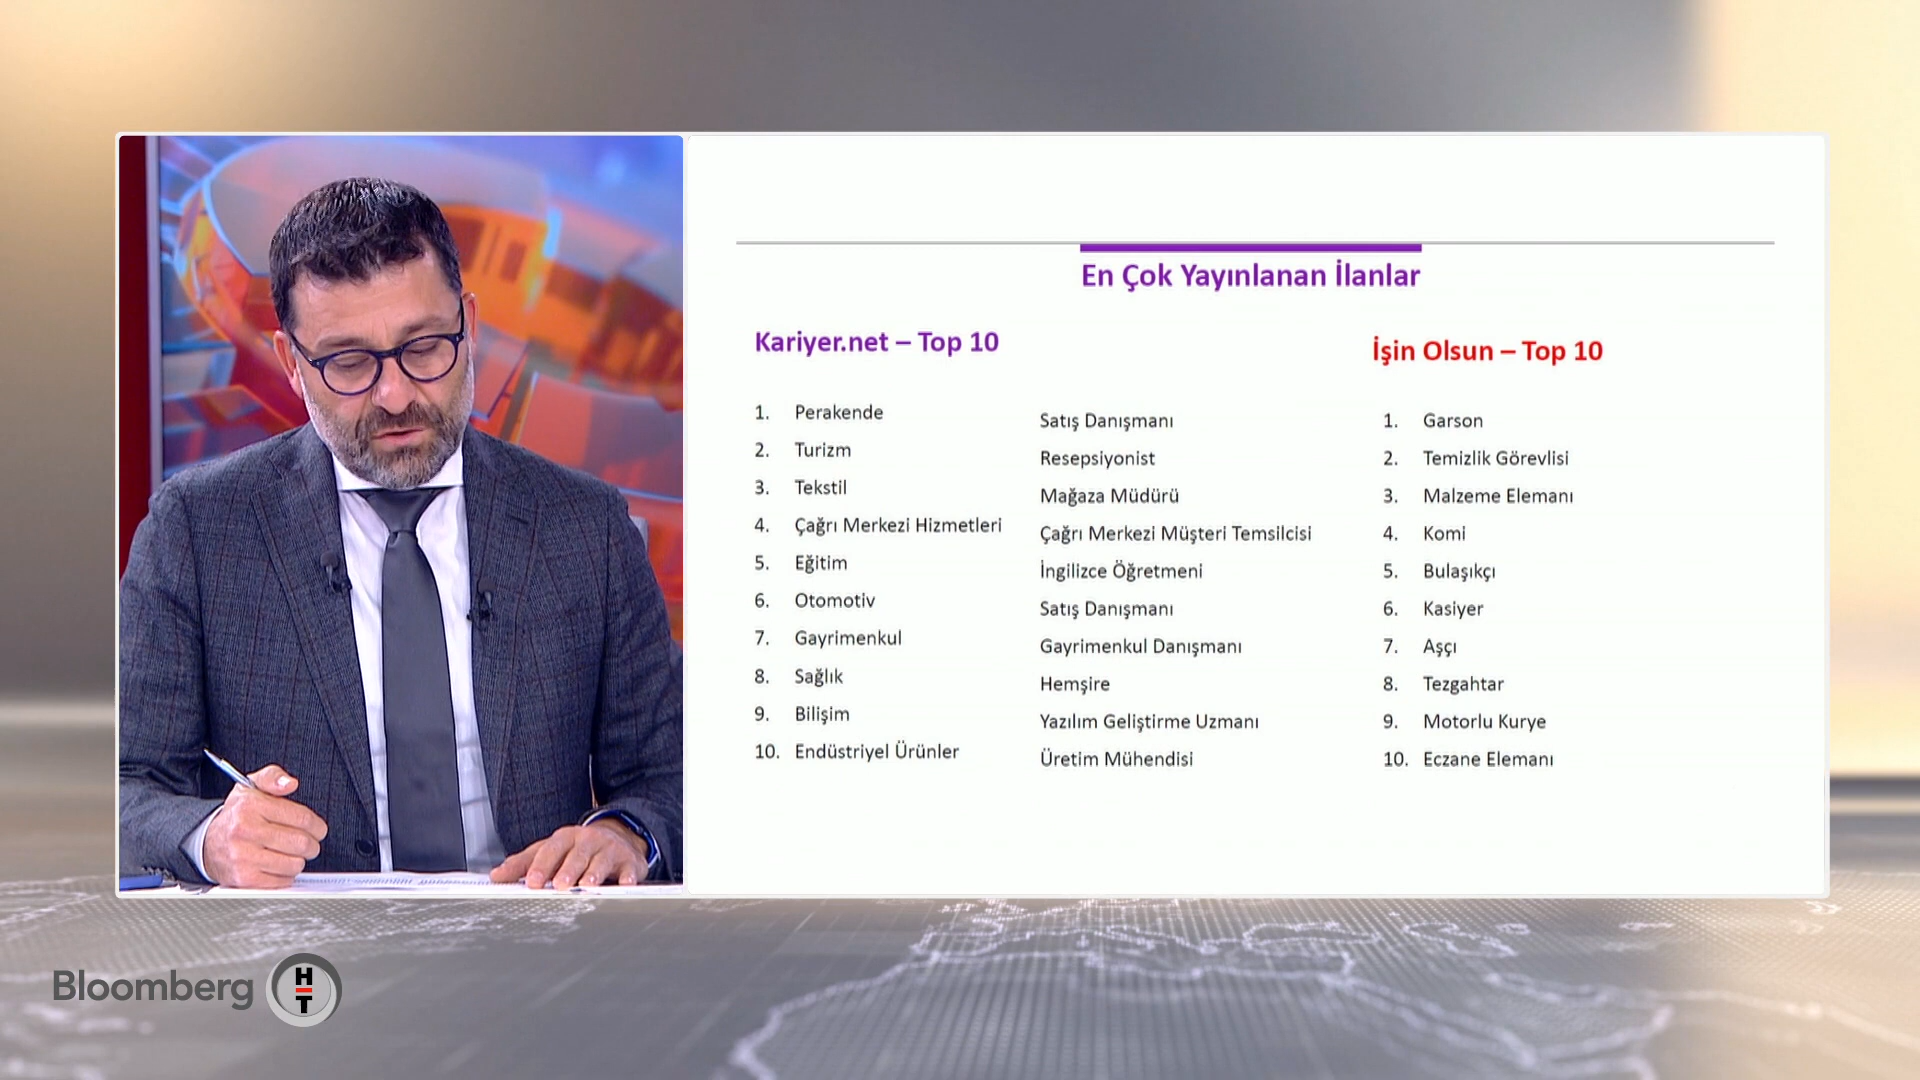 En Çok Yayınlanan İlanlar
Kariyer.net – Top 10
1. Perakende
2. Turizm
3. Tekstil
4. Çağrı Merkezi Hizmetleri
5. Eğitim
6. Otomotiv
7. Gayrimenkul
8. Sağlık
9. Bilişim
10. Endüstriyel Ürünler
Satış Danışmanı
Resepsiyonist
Mağaza Müdürü
Çağrı Merkezi Müşteri Temsilcisi
İngilizce Öğretmeni
Satış Danışmanı
Gayrimenkul Danışmanı
Hemşire
Yazılım Geliştirme Uzmanı
Üretim Mühendisi
İşin Olsun – Top 10
1. Garson
2. Temizlik Görevlisi
3. Malzeme Elemanı
4. Komi
5. Bulaşıkçı
6. Kasiyer
7. Aşçı
8. Tezgahtar
9. Motorlu Kurye
10. Eczane Elemanı
Bloomberg HT